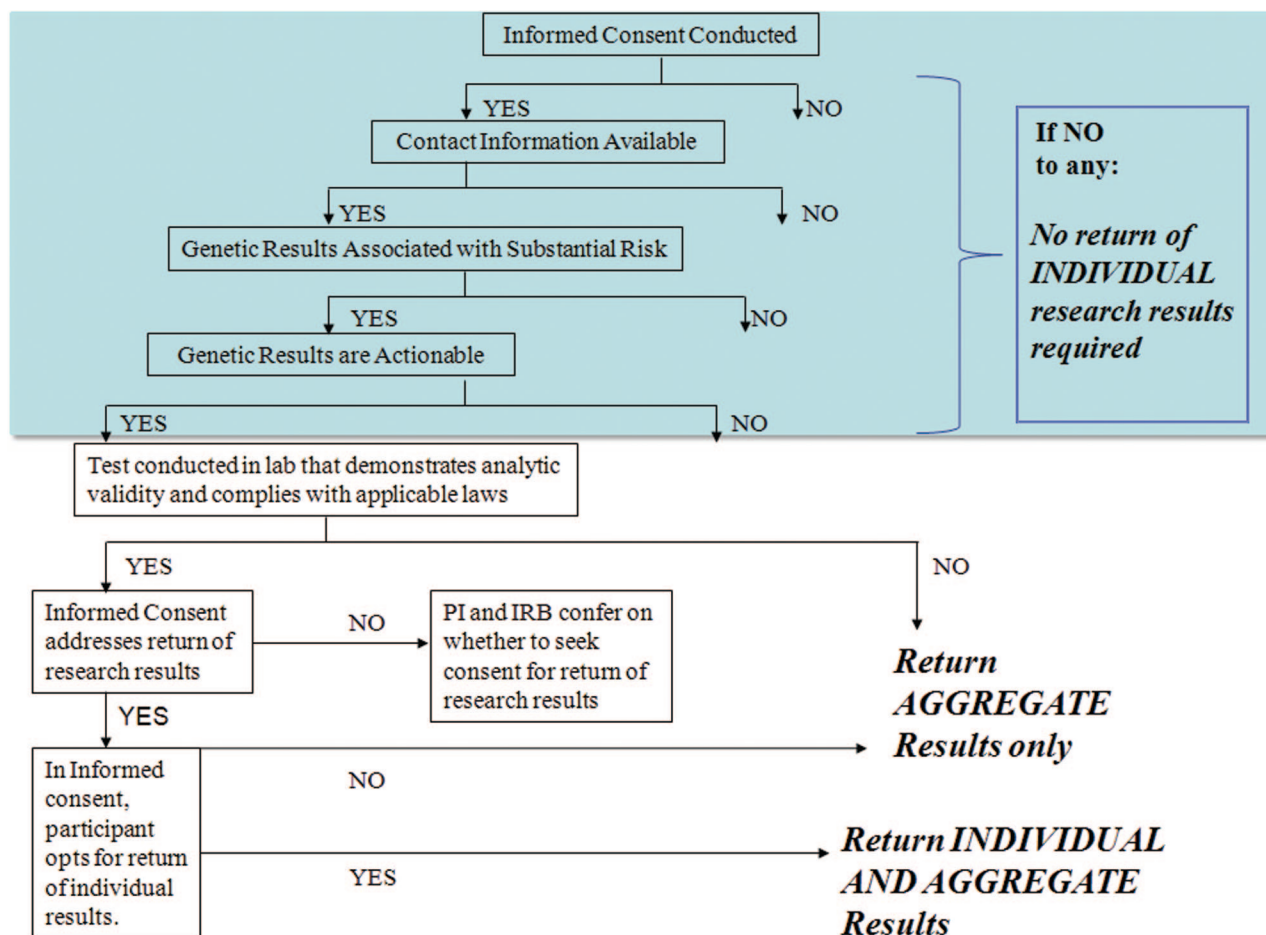 Informed Consent Conducted
YES
NO
Contact Information Available
YES
NO
Genetic Results Associated with Substantial Risk
YES
NO
Genetic Results are Actionable
YES
NO
If NO
to any:
No return of
INDIVIDUAL
research results
required
Test conducted in lab that demonstrates analytic
validity and complies with applicable laws
YES
NO
Informed Consent
addresses return of
research results
NO
PI and IRB confer on
whether to seek
consent for return of
research results
YES
Return
AGGREGATE
Results only
In Informed
consent,
participant
opts for return
of individual
results.
NO
YES
Return INDIVIDUAL
AND AGGREGATE
Results